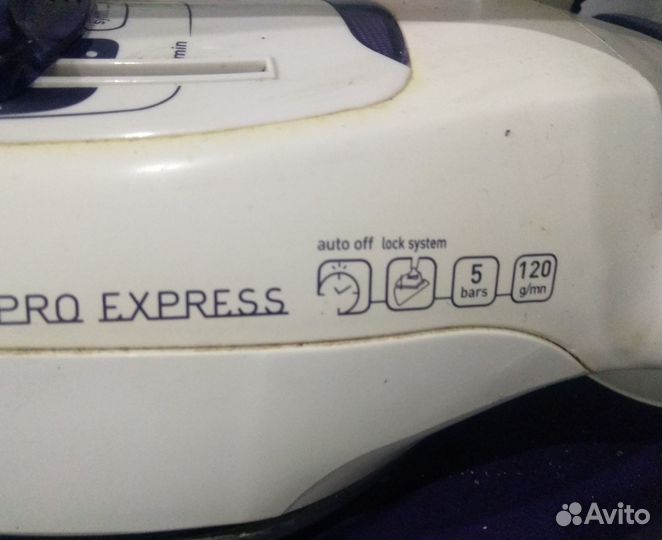 min
auto off lock system
PRO EXPRESS
5
bars
120
g/mn
Avito